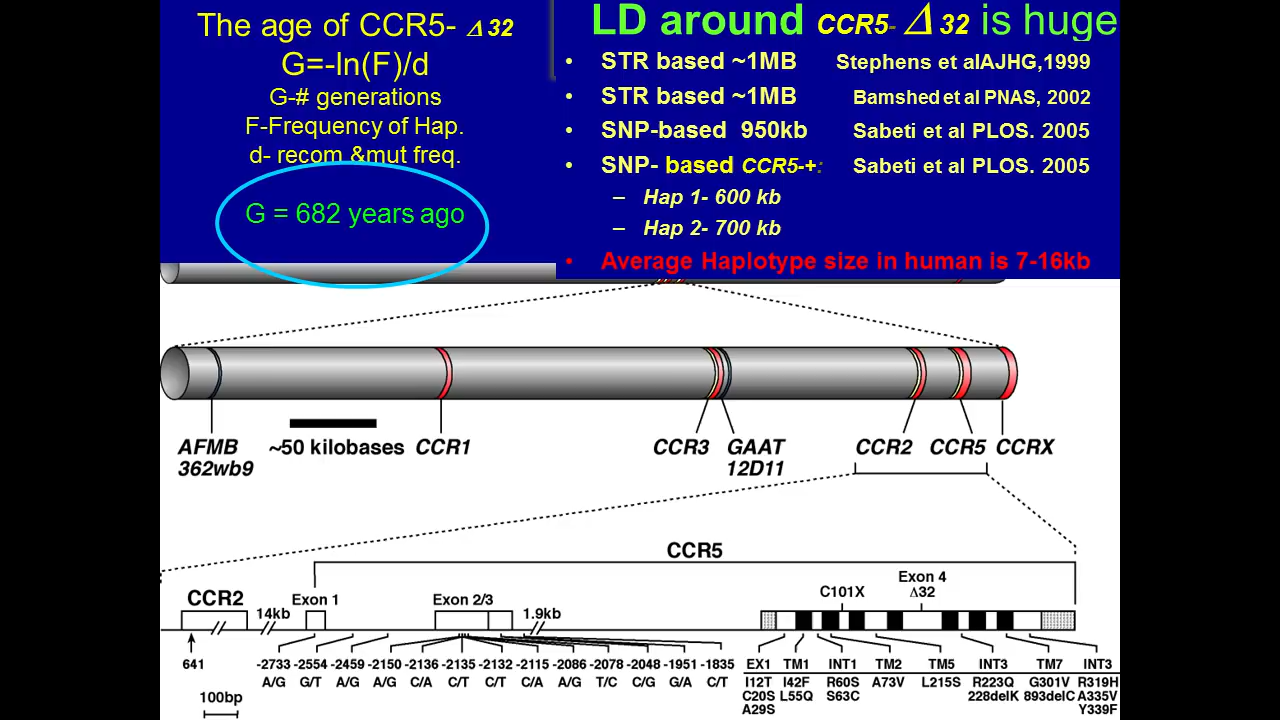 The age of CCR5- Δ 32
G=-ln(F)/d
G-# generations
F-Frequency of Hap.
d- recom &mut freq.
G = 682 years ago
LD around CCR5- Δ 32 is huge
• STR based ~1MB Stephens et alAJHG,1999
• STR based ~1MB Bamshed et al PNAS, 2002
• SNP-based 950kb Sabeti et al PLOS. 2005
• SNP- based CCR5-+: Sabeti et al PLOS. 2005
– Hap 1- 600 kb
– Hap 2- 700 kb
• Average Haplotype size in human is 7-16kb
AFMB ~50 kilobases CCR1 CCR3 GAAT CCR2 CCR5 CCRX
362wb9 12D11
CCR5
Exon 4
C101X Δ32
CCR2 Exon 1 Exon 2/3
14kb 1.9kb
641 -2733 -2554 -2459 -2150 -2136 -2135 -2132 -2115 -2086 -2078 -2048 -1951 -1835 EX1 TM1 INT1 TM2 TM5 INT3 TM7 INT3
A/G G/T A/G A/G C/A C/T C/T C/A A/G T/C C/G G/A C/T I12T I42F R60S A73V L215S R223Q G301V R319H
100bp C20S L55Q S63C 228delK 893delC A335V
A29S Y339F